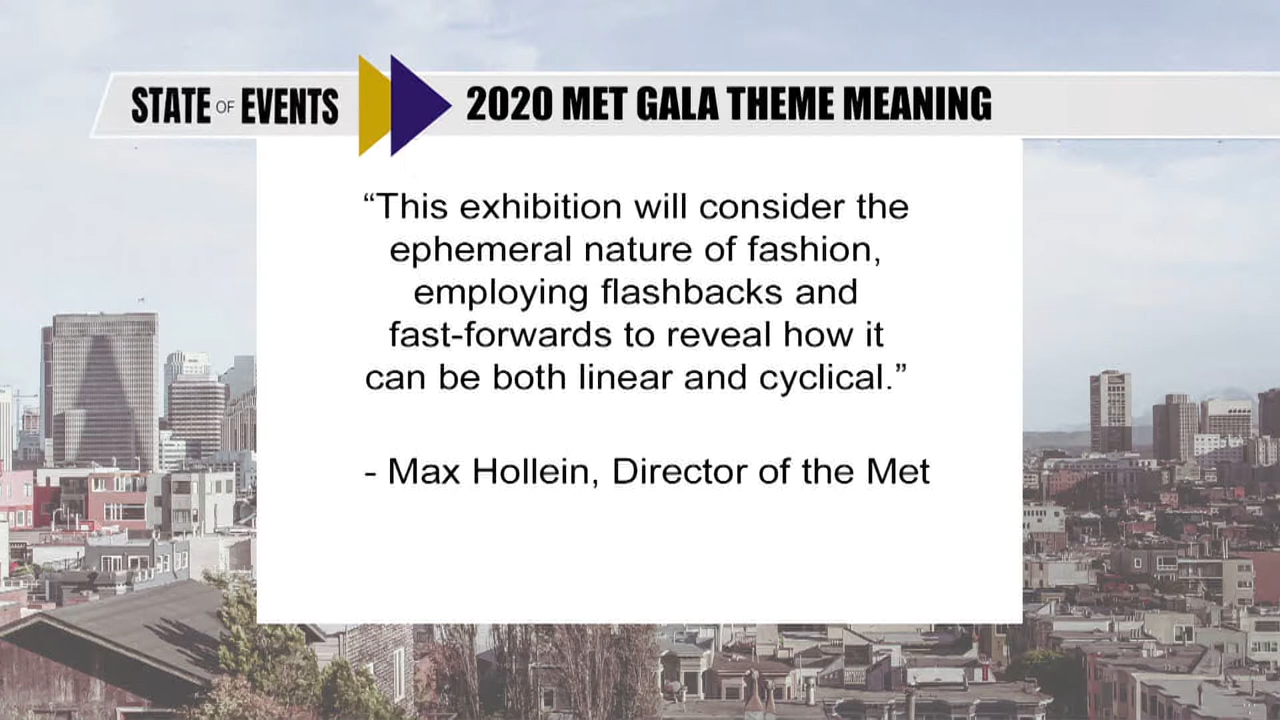 STATE OF EVENTS
2020 MET GALA THEME MEANING
“This exhibition will consider the
ephemeral nature of fashion,
employing flashbacks and
fast-forwards to reveal how it
can be both linear and cyclical.”
- Max Hollein, Director of the Met